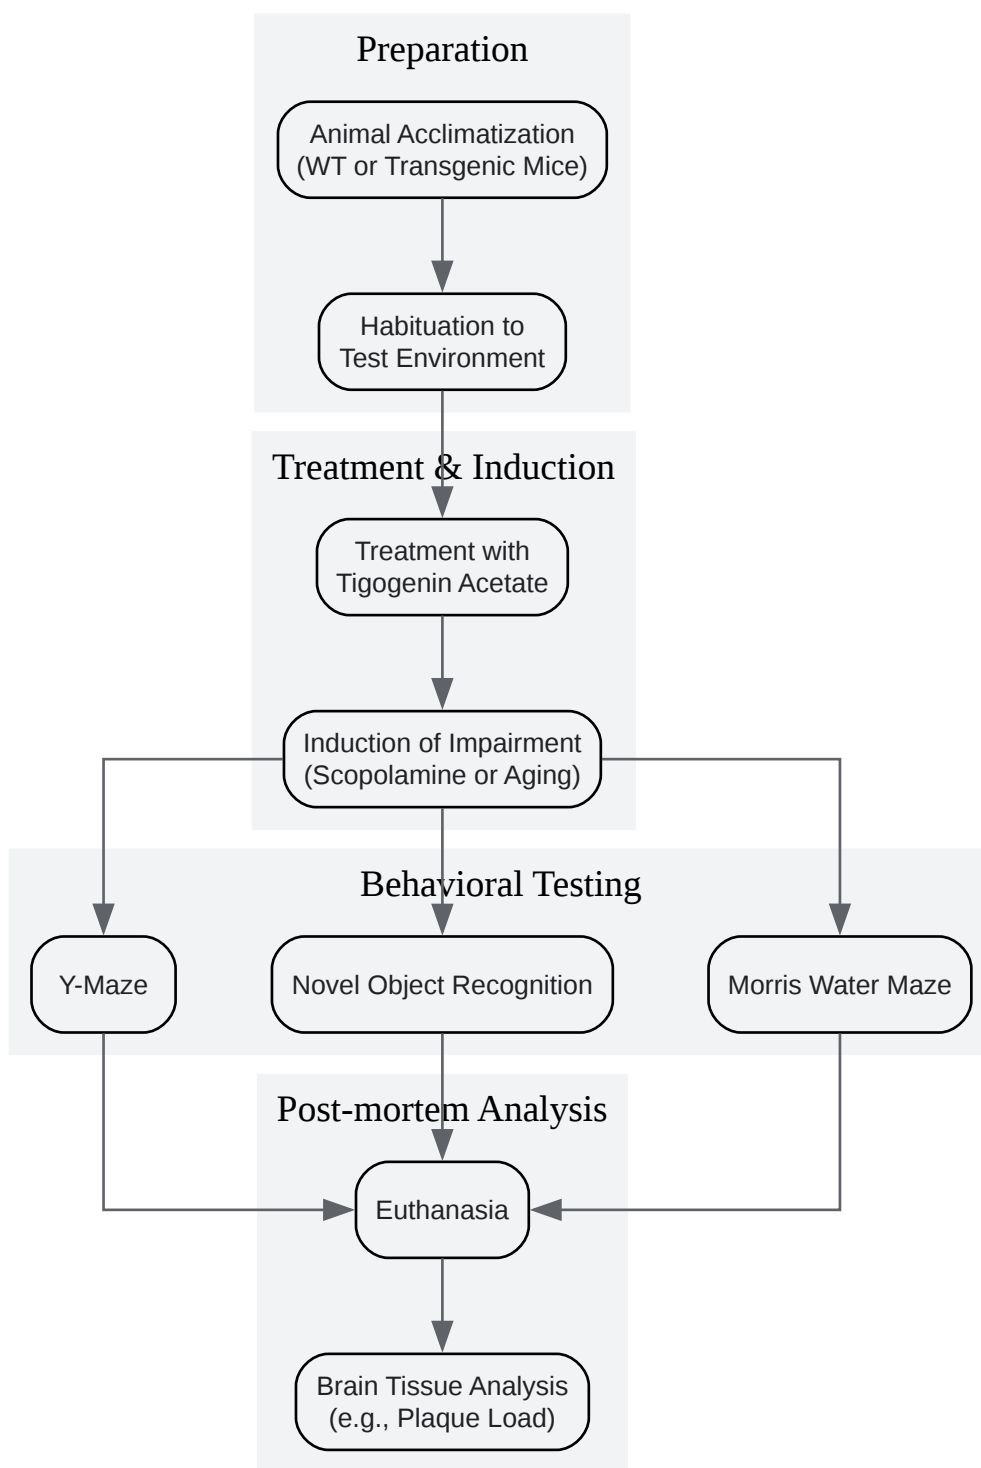 Preparation
Animal Acclimatization
(WT or Transgenic Mice)
Habituation to
Test Environment
Treatment & Induction
Treatment with
Tigogenin Acetate
Induction of Impairment
(Scopolamine or Aging)
Behavioral Testing
Y-Maze
Novel Object Recognition
Morris Water Maze
Post-mortem Analysis
Euthanasia
Brain Tissue Analysis
(e.g., Plaque Load)